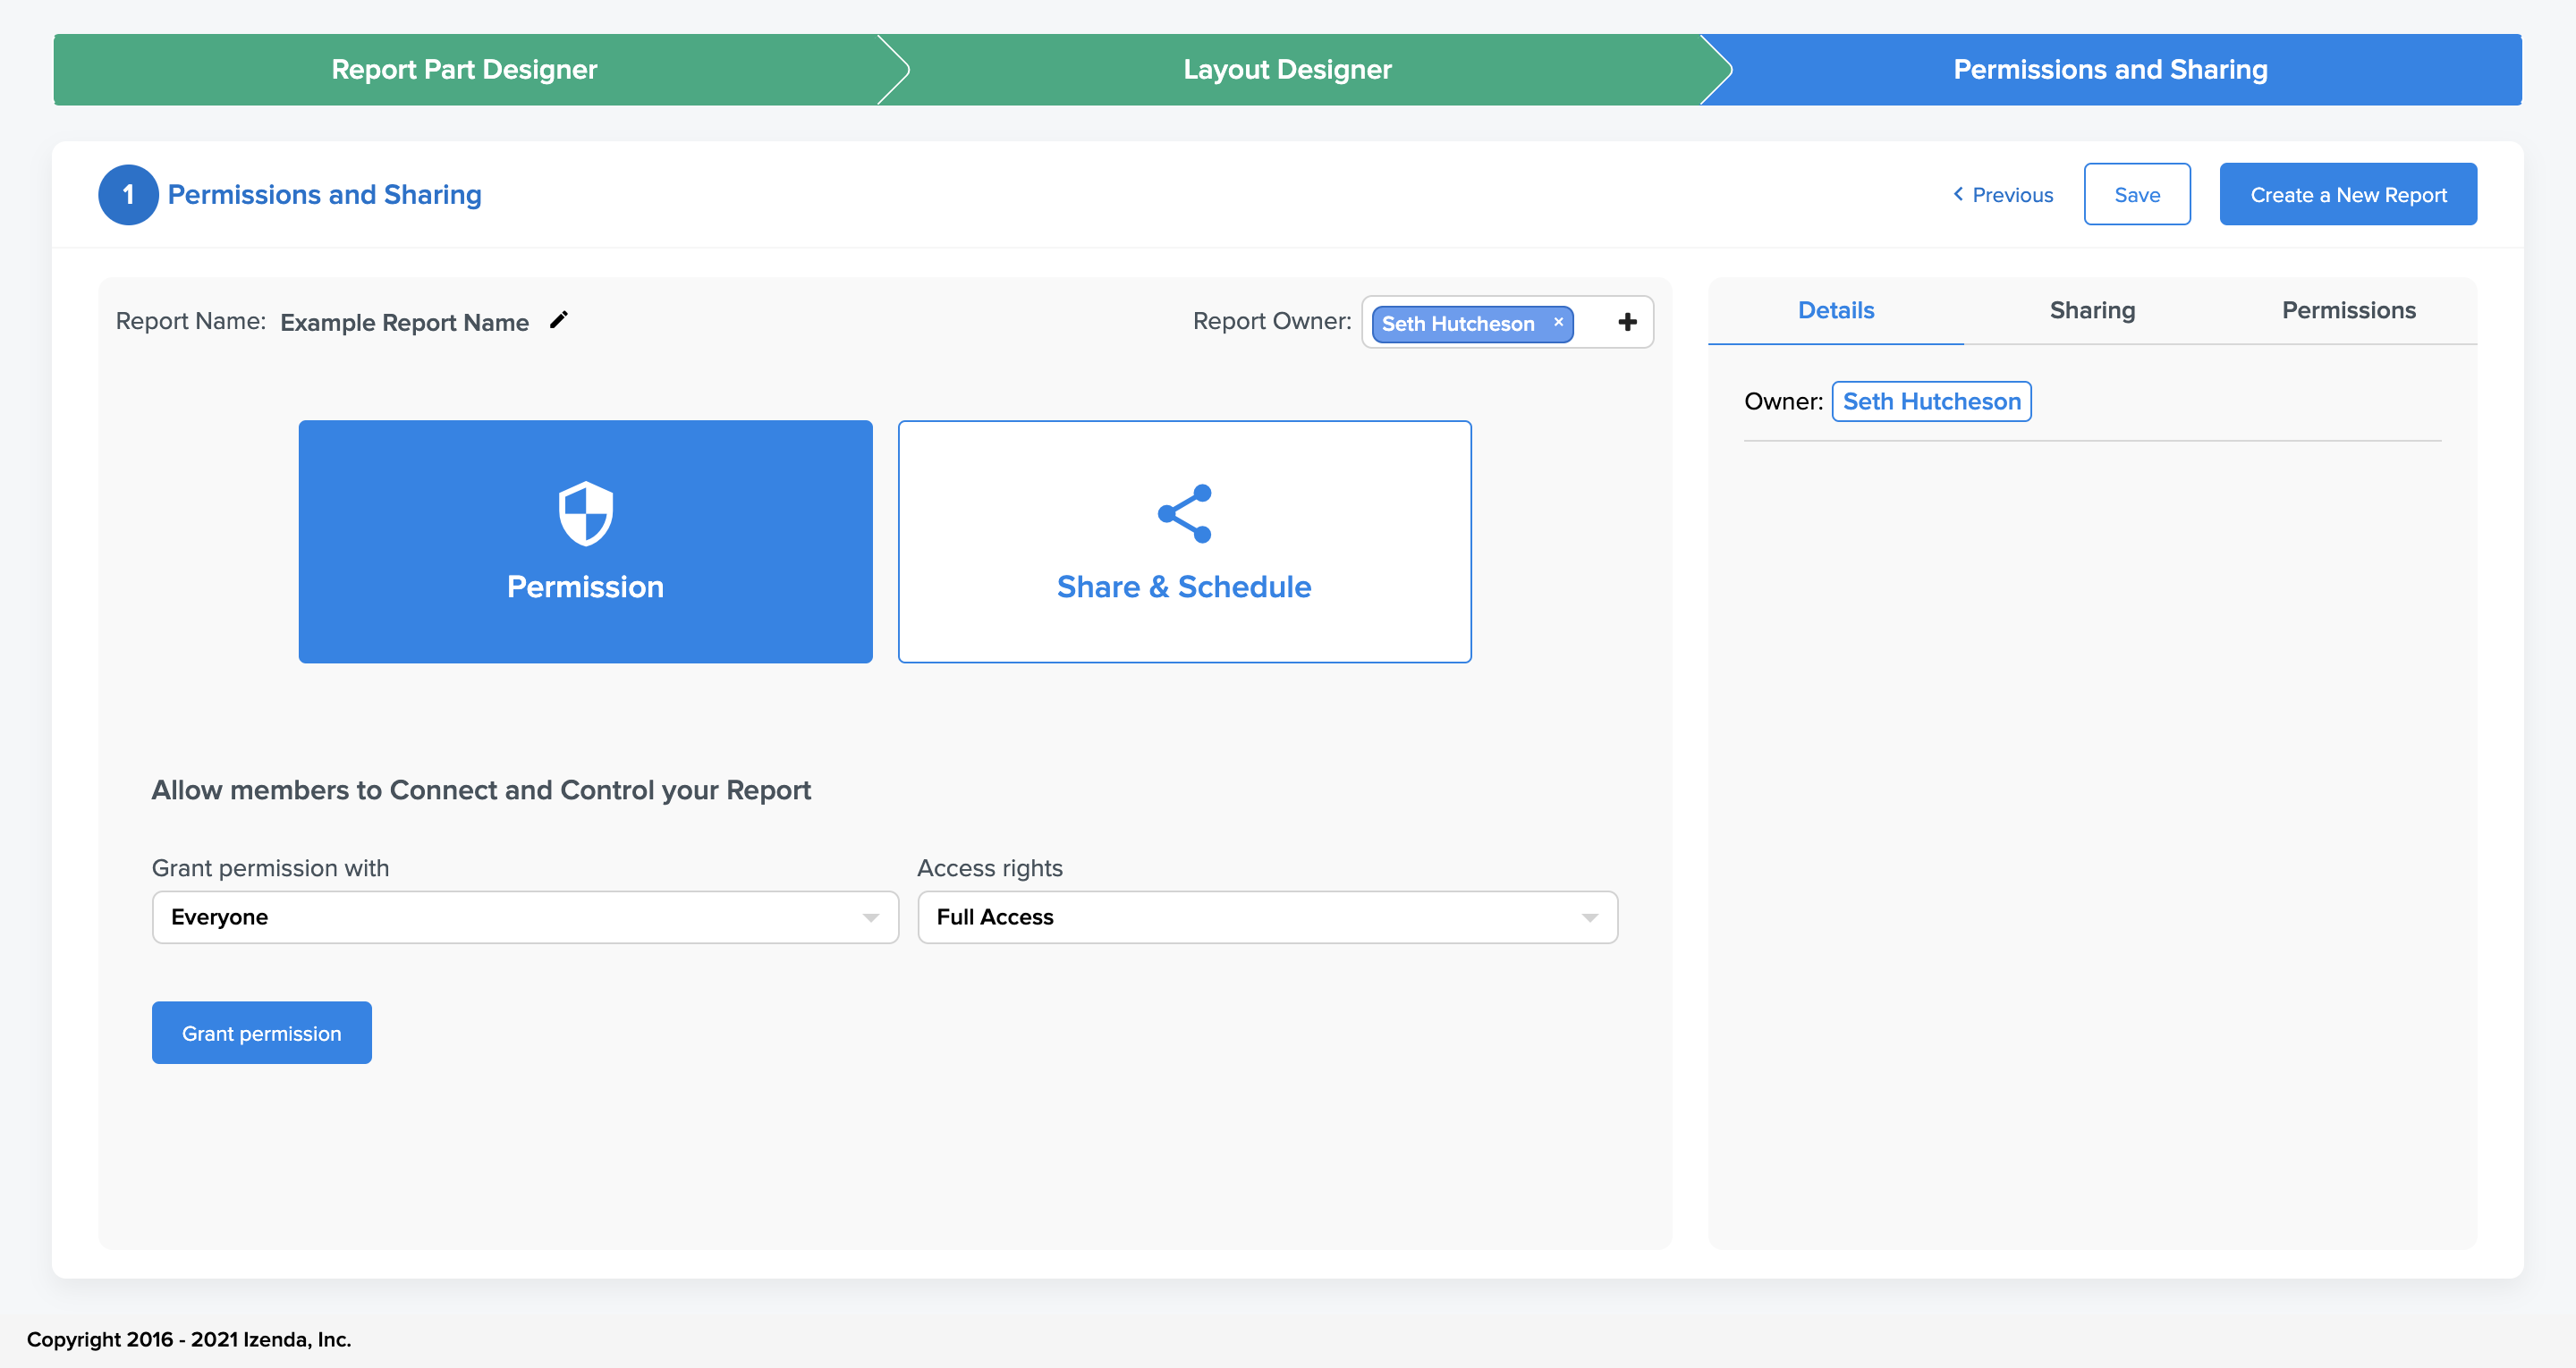 Report Part Designer
Layout Designer
Permissions and Sharing
1 Permissions and Sharing
Previous
Save
Create a New Report
Report Name: Example Report Name
Report Owner: Seth Hutcheson ×
Details
Sharing
Permissions
Owner: Seth Hutcheson
Permission
Share & Schedule
Allow members to Connect and Control your Report
Grant permission with
Access rights
Everyone
Full Access
Grant permission
Copyright 2016 - 2021 Izenda, Inc.